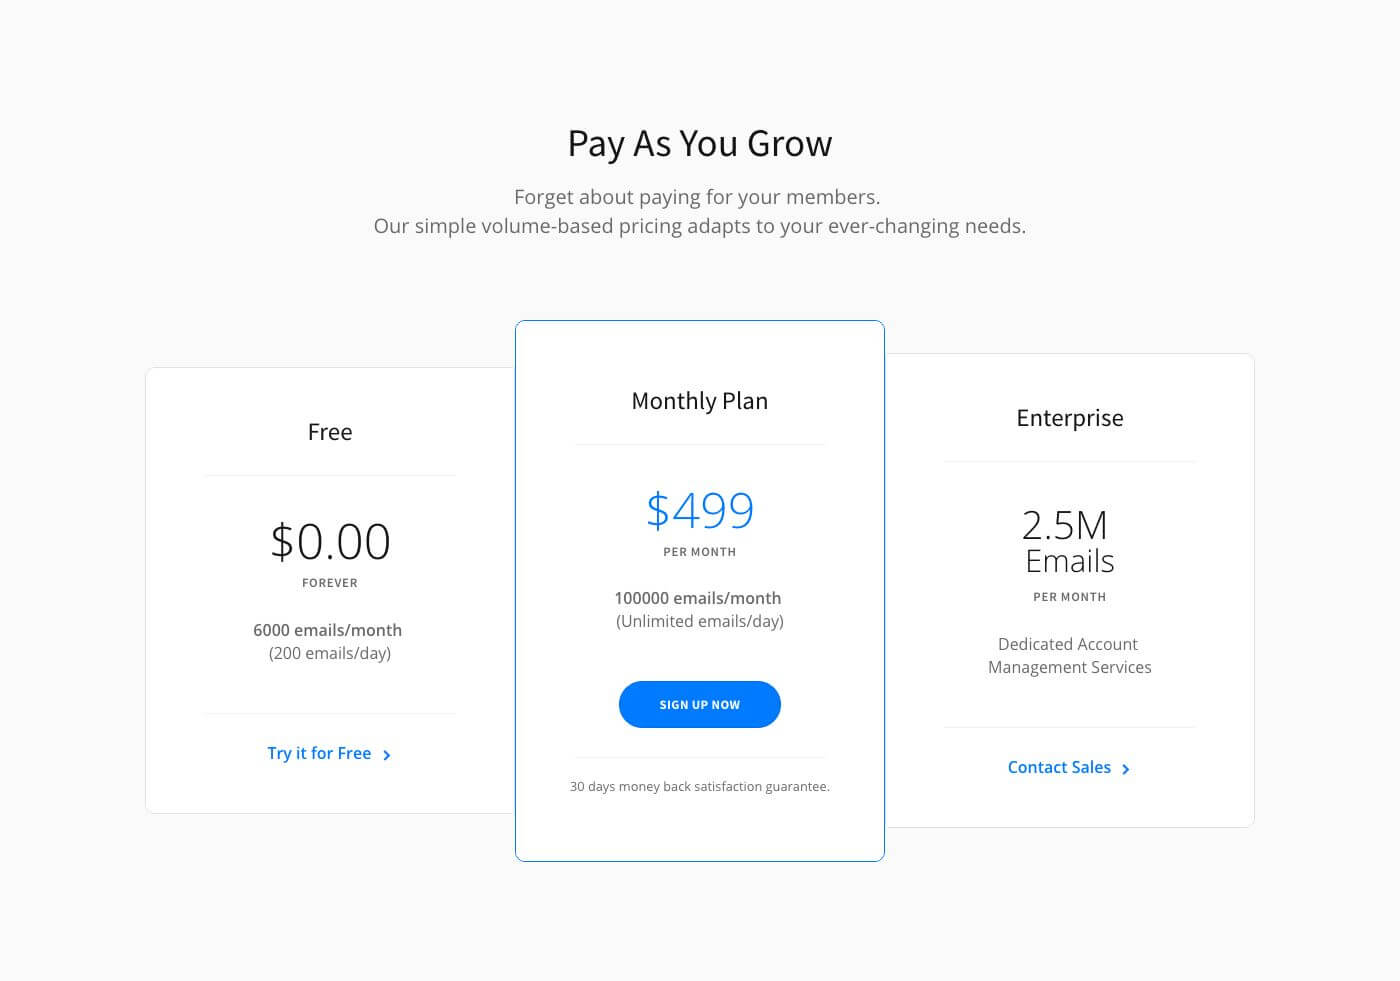 Pay As You Grow
Forget about paying for your members.
Our simple volume-based pricing adapts to your ever-changing needs.
Free
$0.00
FOREVER
6000 emails/month
(200 emails/day)
Try it for Free
Monthly Plan
$499
PER MONTH
100000 emails/month
(Unlimited emails/day)
SIGN UP NOW
30 days money back satisfaction guarantee.
Enterprise
2.5M
Emails
PER MONTH
Dedicated Account
Management Services
Contact Sales